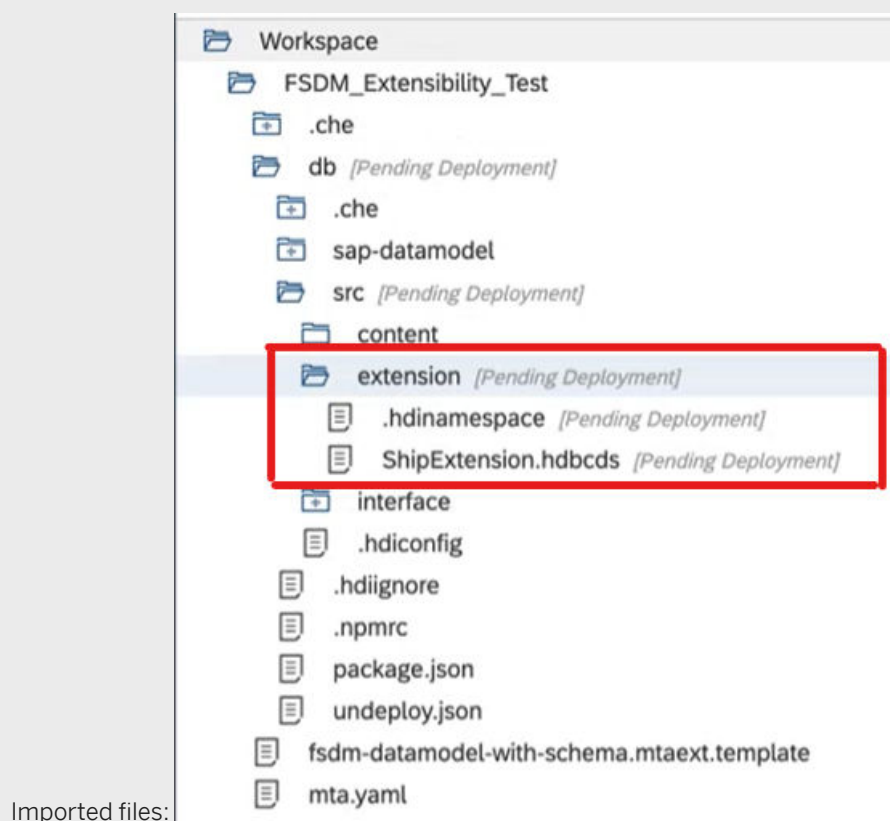 Workspace
FSDM_Extensibility_Test
.che
db [Pending Deployment]
.che
sap-datamodel
src [Pending Deployment]
content
extension [Pending Deployment]
.hdinamespace [Pending Deployment]
ShipExtension.hdbcds [Pending Deployment]
interface
.hdiconfig
.hdiignore
.npmrc
package.json
undeploy.json
fsdm-datamodel-with-schema.mtaext.template
mta.yaml
Imported files: